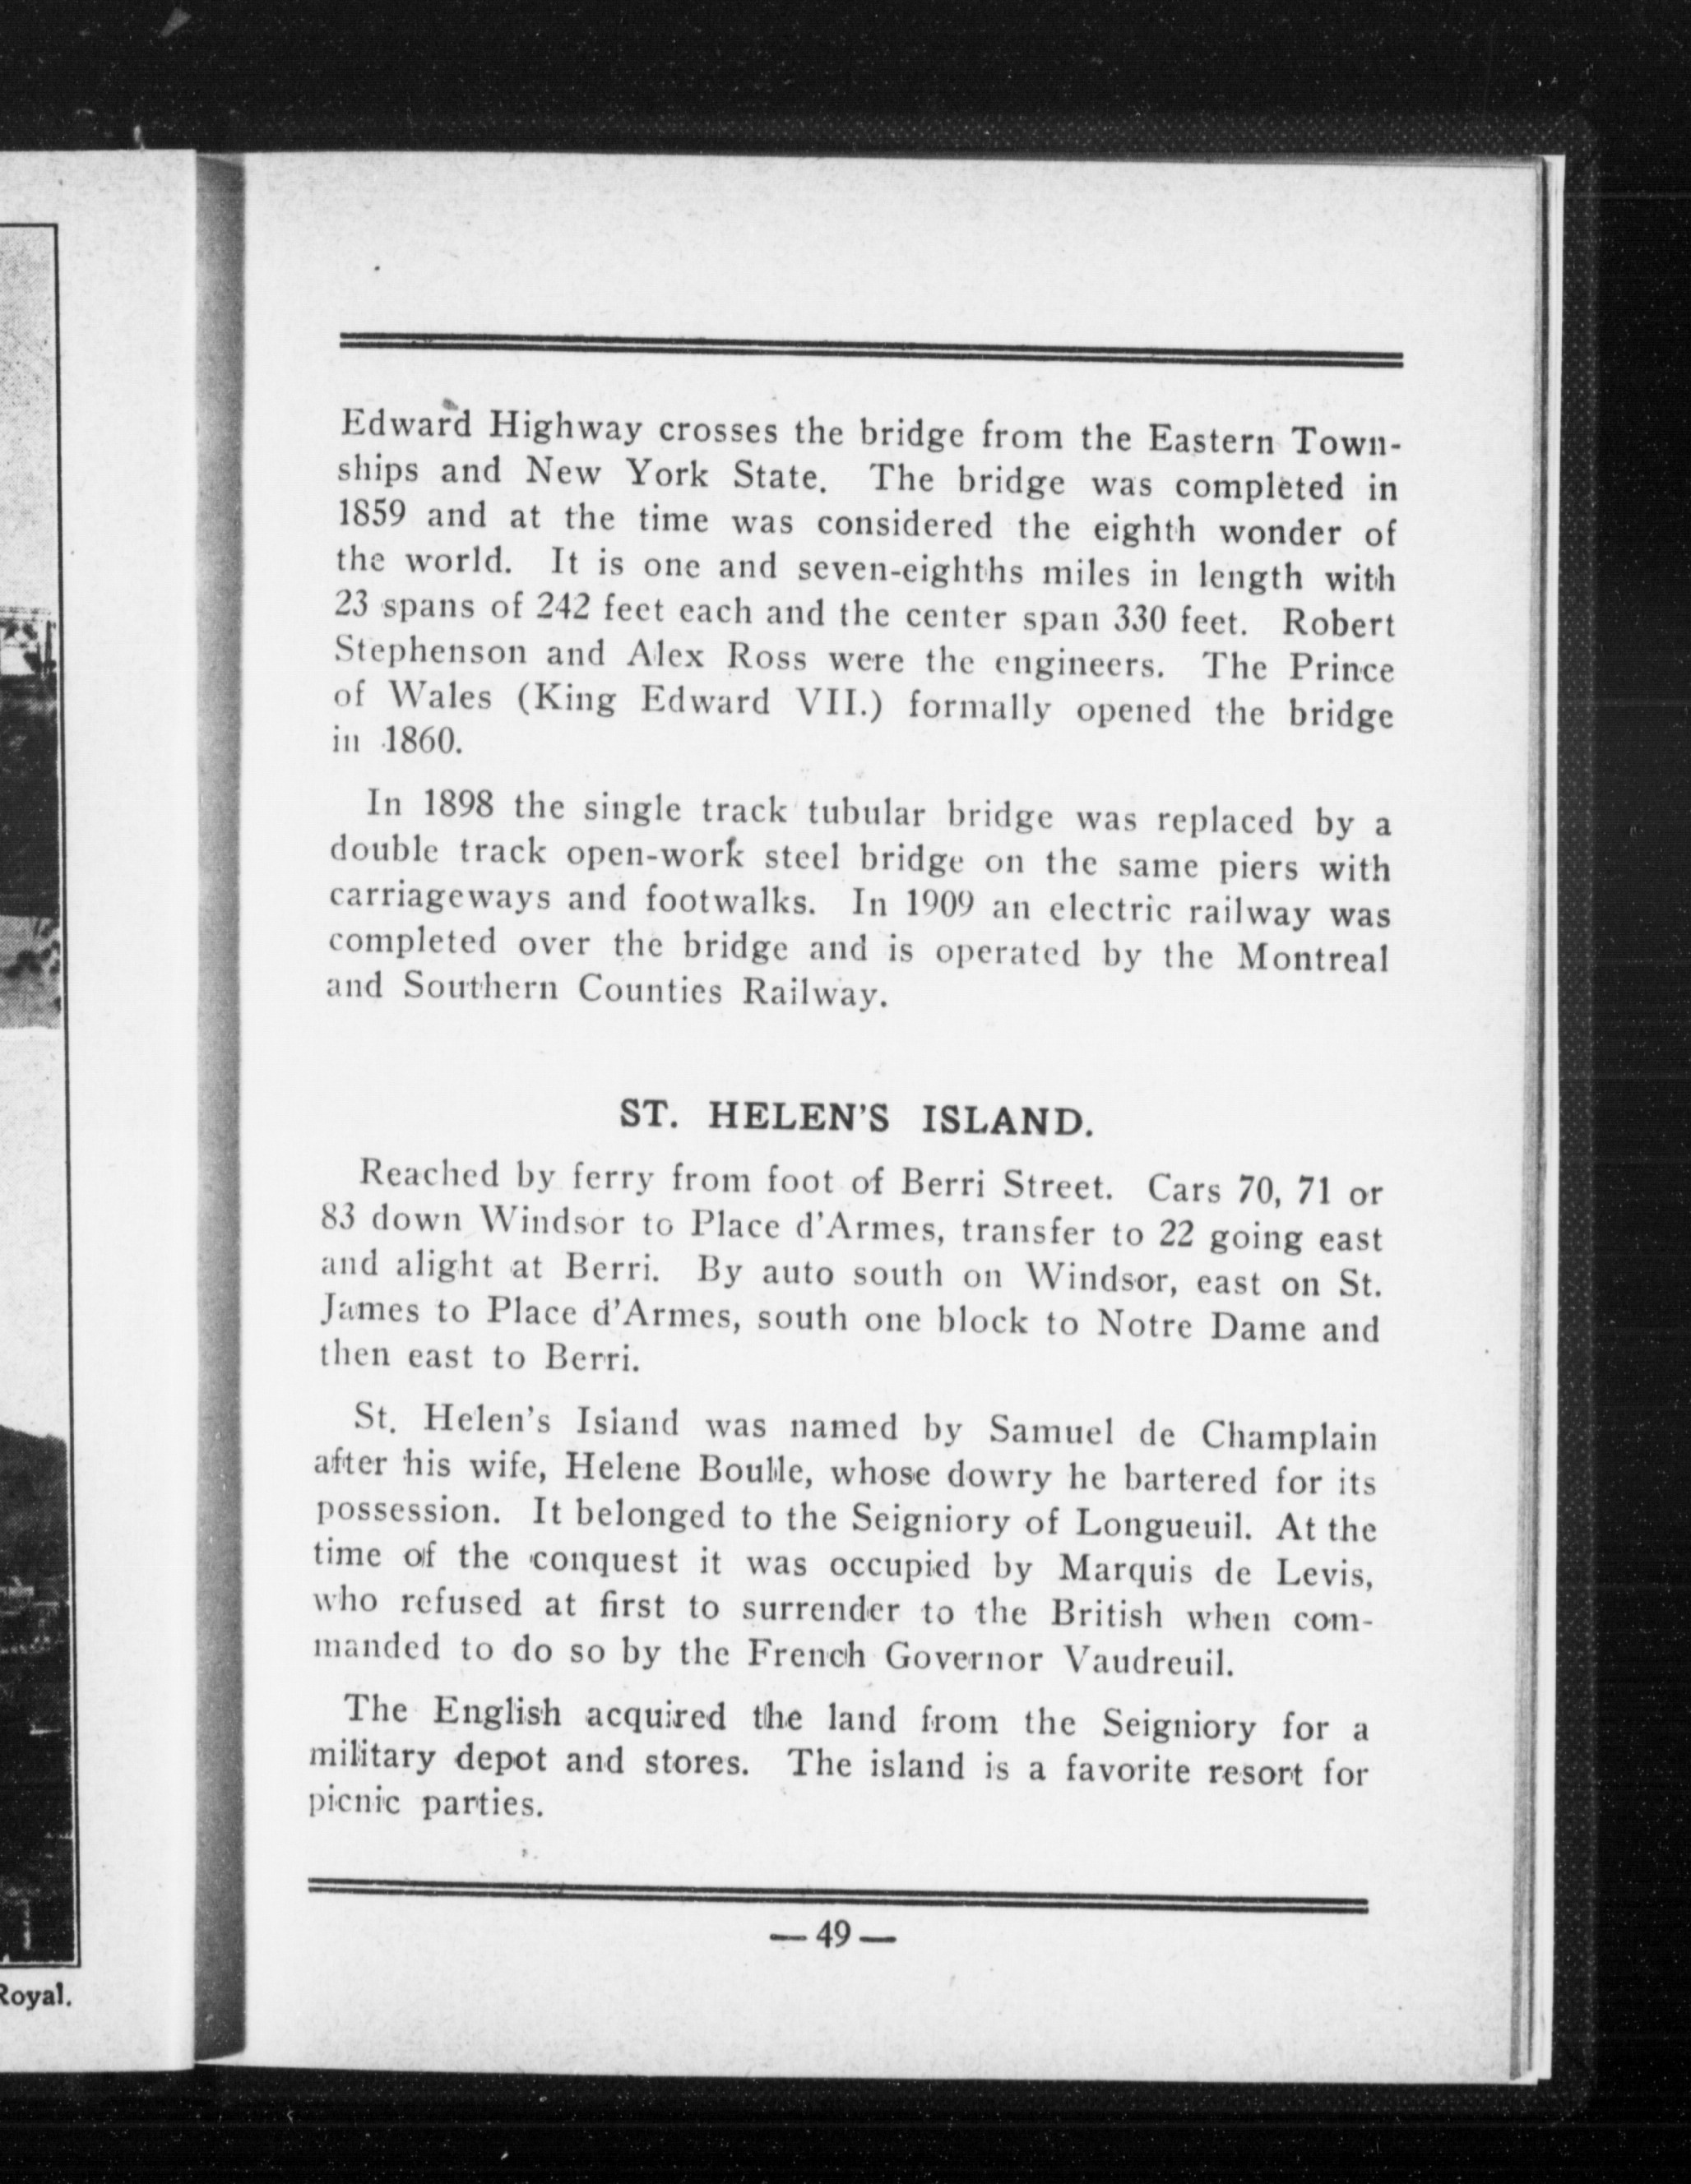 Edward Highway crosses the bridge from the Eastern Town-
ships and New York State. The bridge was completed in
1859 and at the time was considered the eighth wonder of
the world. It is one and seven-eighths miles in length with
23 spans of 242 feet each and the center span 330 feet. Robert
Stephenson and Alex Ross were the engineers. The Prince
of Wales (King Edward VII.) formally opened the bridge
in 1860.
In 1898 the single track tubular bridge was replaced by a
double track open-work steel bridge on the same piers with
carriageways and footwalks. In 1909 an electric railway was
completed over the bridge and is operated by the Montreal
and Southern Counties Railway.
ST. HELEN'S ISLAND.
Reached by ferry from foot of Berri Street. Cars 70, 71 or
83 down Windsor to Place d'Armes, transfer to 22 going east
and alight at Berri. By auto south on Windsor, east on St.
James to Place d'Armes, south one block to Notre Dame and
then east to Berri.
St. Helen's Island was named by Samuel de Champlain
after his wife, Helene Boulle, whose dowry he bartered for its
possession. It belonged to the Seigniory of Longueuil. At the
time of the conquest it was occupied by Marquis de Levis,
who refused at first to surrender to the British when com-
manded to do so by the French Governor Vaudreuil.
The English acquired the land from the Seigniory for a
military depot and stores. The island is a favorite resort for
picnic parties.
— 49 —
Royal.